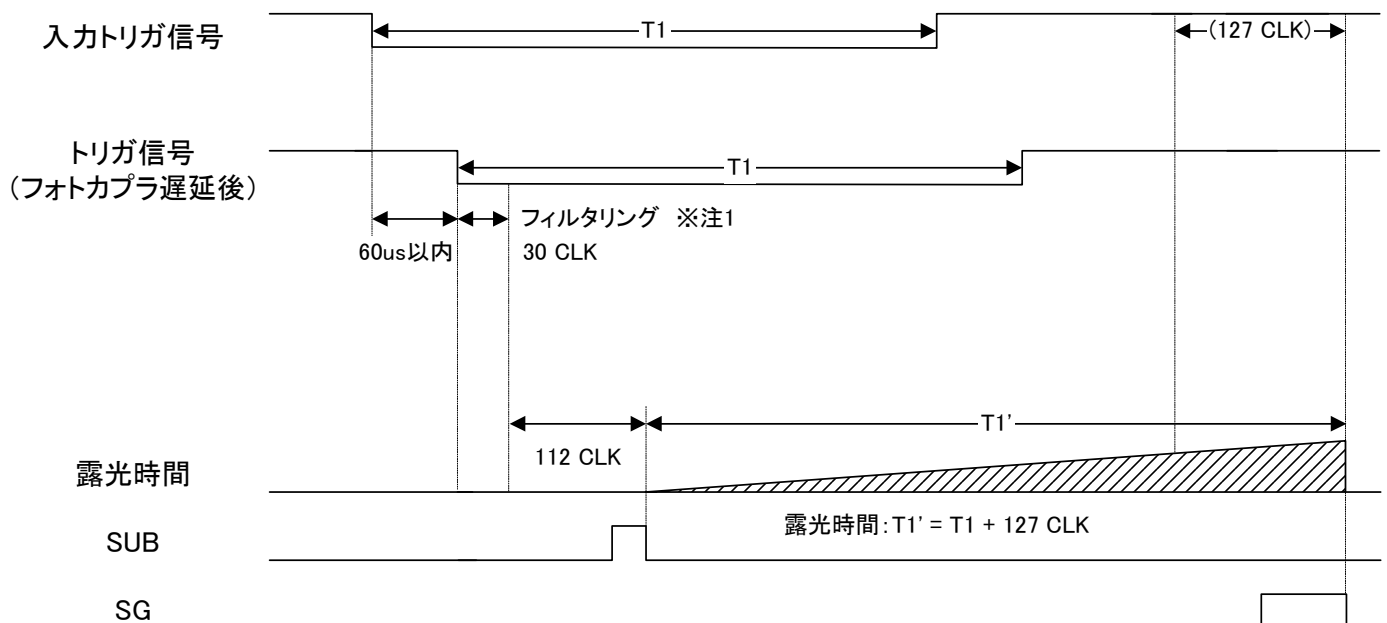 入力トリガ信号
T1
(127 CLK)
トリガ信号
(フォトカプラ遅延後)
T1
フィルタリング ※注1
60us以内
30 CLK
T1'
112 CLK
露光時間
露光時間:T1' = T1 + 127 CLK
SUB
SG